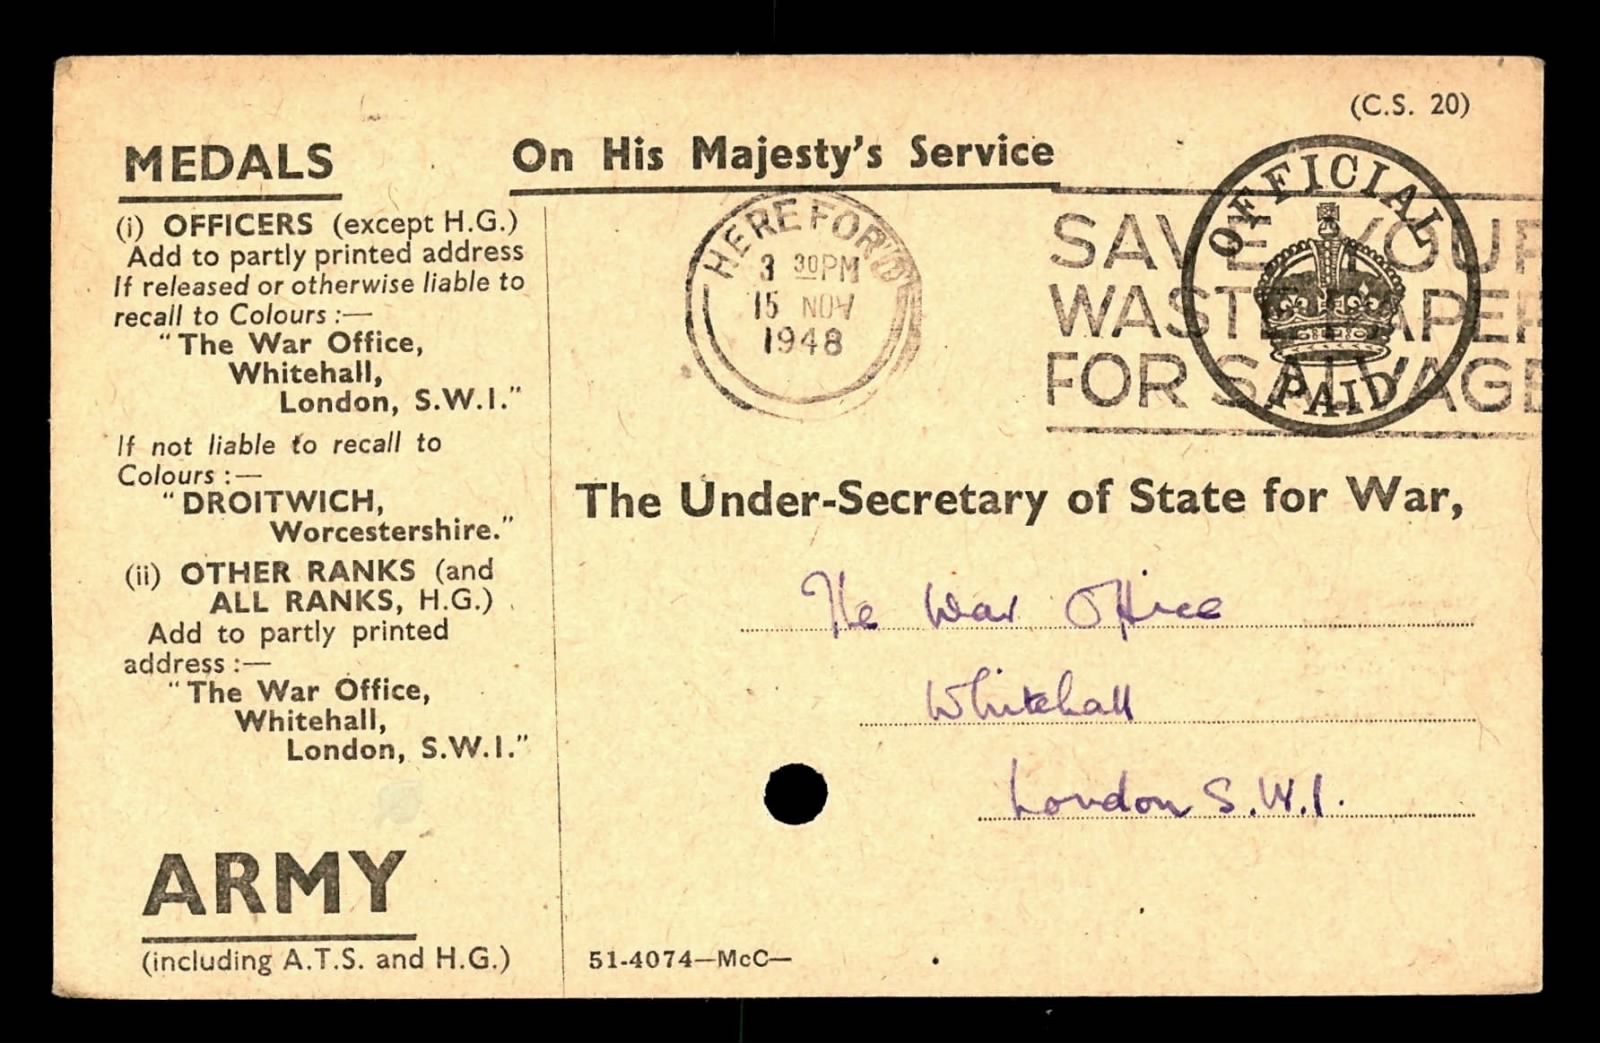 (C.S. 20)
MEDALS
On His Majesty's Service
(i) OFFICERS (except H.G.)
Add to partly printed address
If released or otherwise liable to
recall to Colours :—
"The War Office,
Whitehall,
London, S.W.1."
If not liable to recall to
Colours :—
"DROITWICH,
Worcestershire."
(ii) OTHER RANKS (and
ALL RANKS, H.G.)
Add to partly printed
address :—
"The War Office,
Whitehall,
London, S.W.1."
ARMY
(including A.T.S. and H.G.)
HEREFORD
3 30PM
15 NOV
1948
SAVE YOUR
WASTE PAPER
FOR SALVAGE
OFFICIAL
PAID
The Under-Secretary of State for War,
The War Office
Whitehall
London S.W.1.
51-4074—McC—